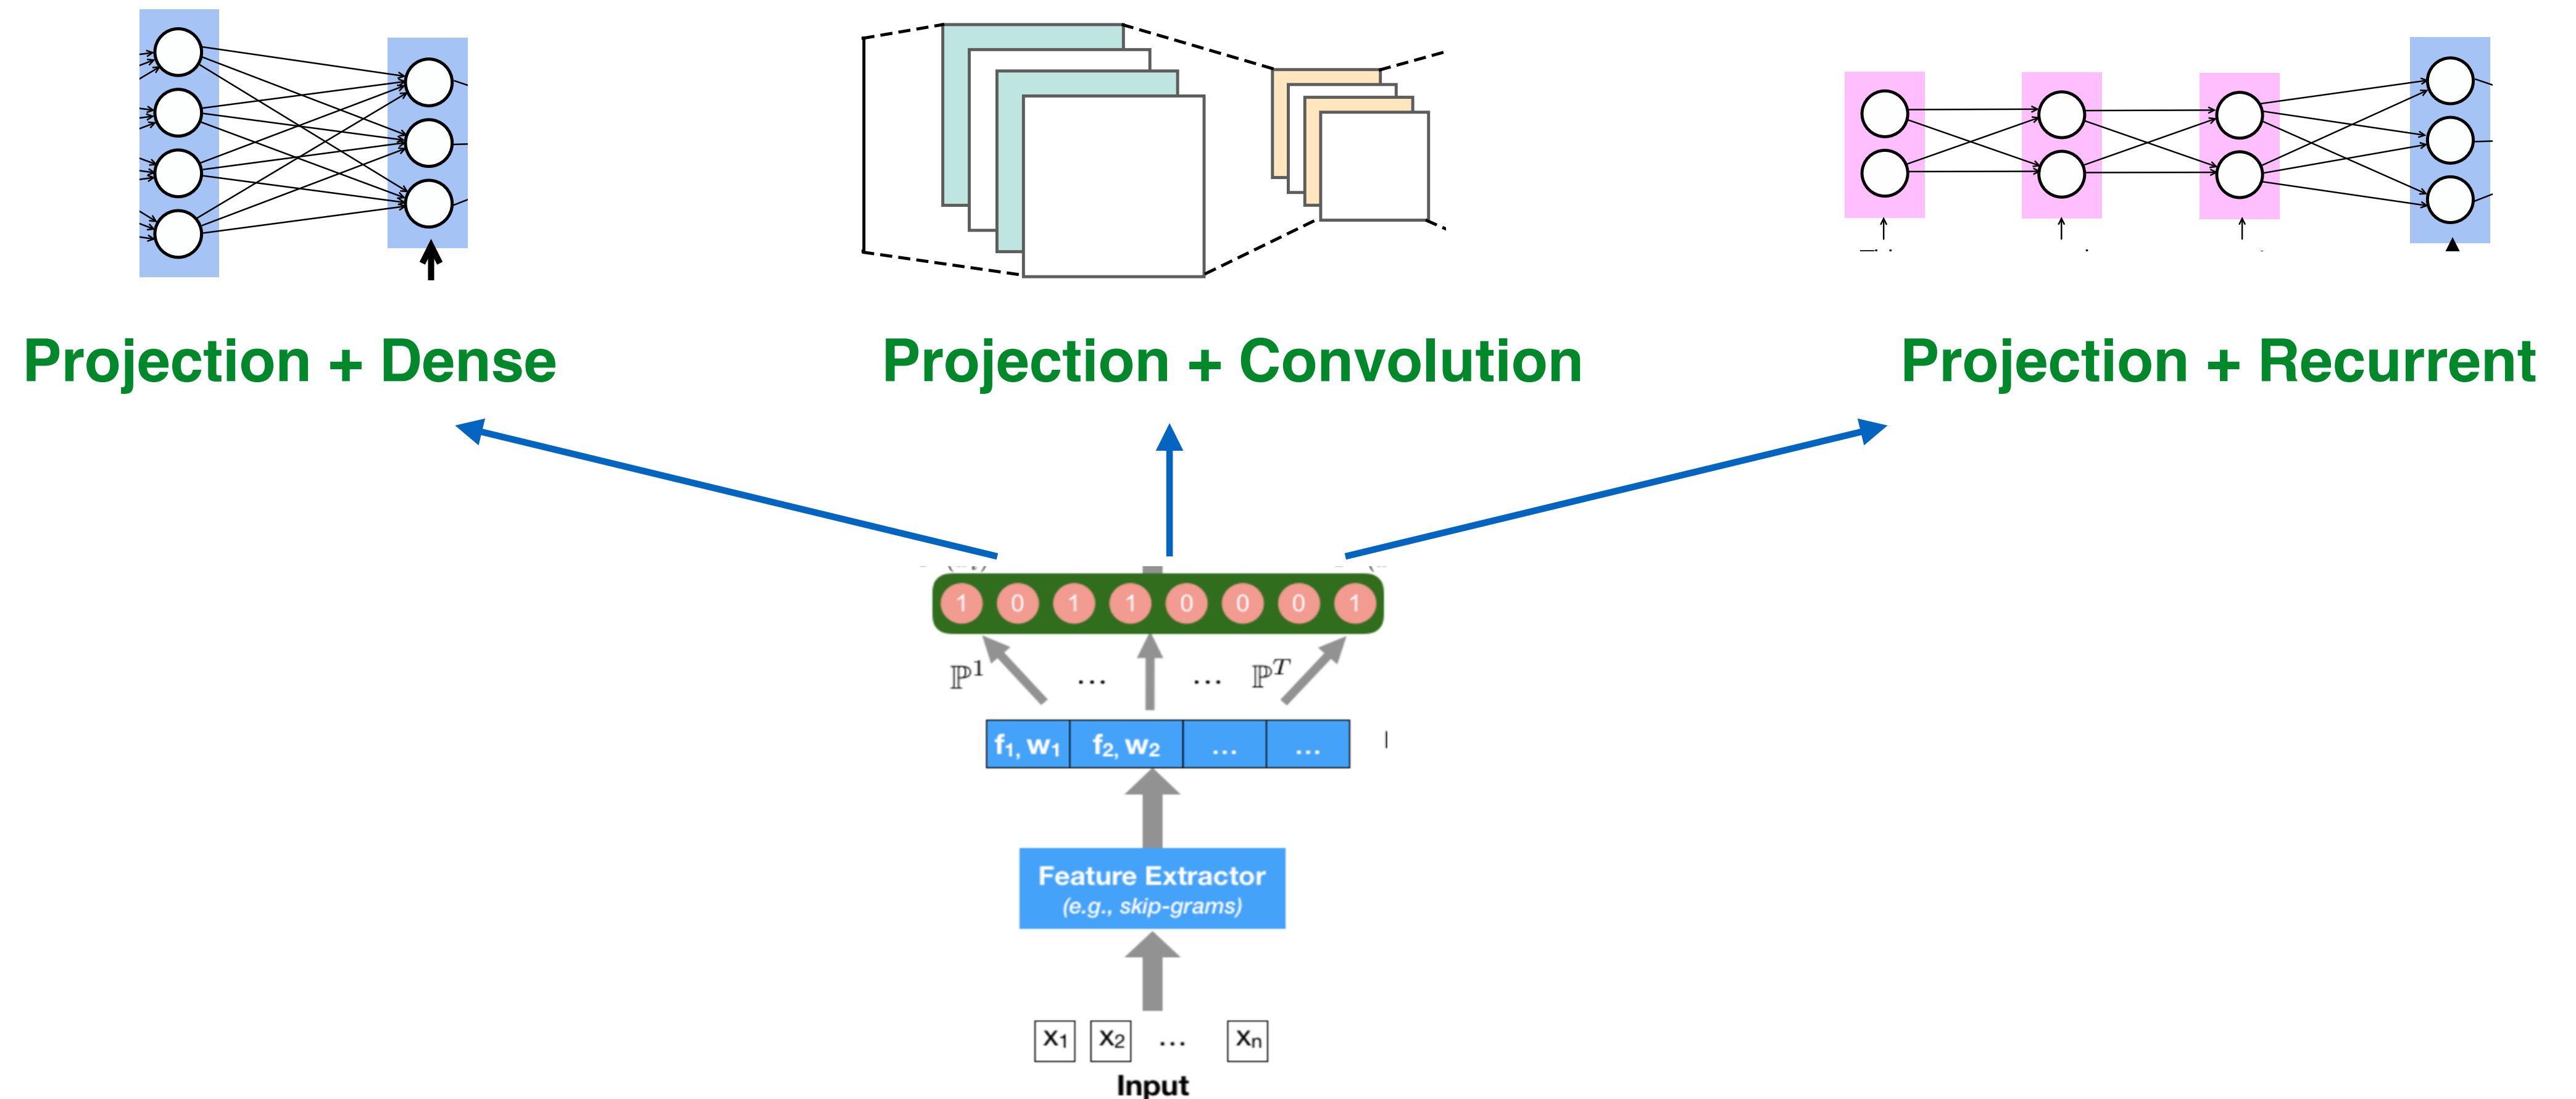 Projection + Dense
Projection + Convolution
Projection + Recurrent
1 0 1 1 0 0 0 1
ℙ¹ ... ... ℙᵀ
f₁, w₁ f₂, w₂ ... ...
Feature Extractor
(e.g., skip-grams)
x₁ x₂ ... xₙ
Input